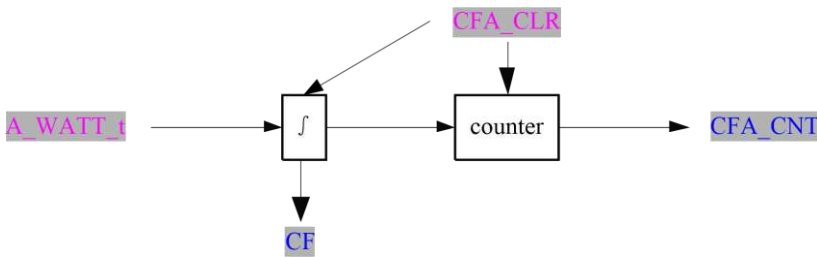 CFA_CLR
A_WATT_t
∫
counter
CFA_CNT
CF